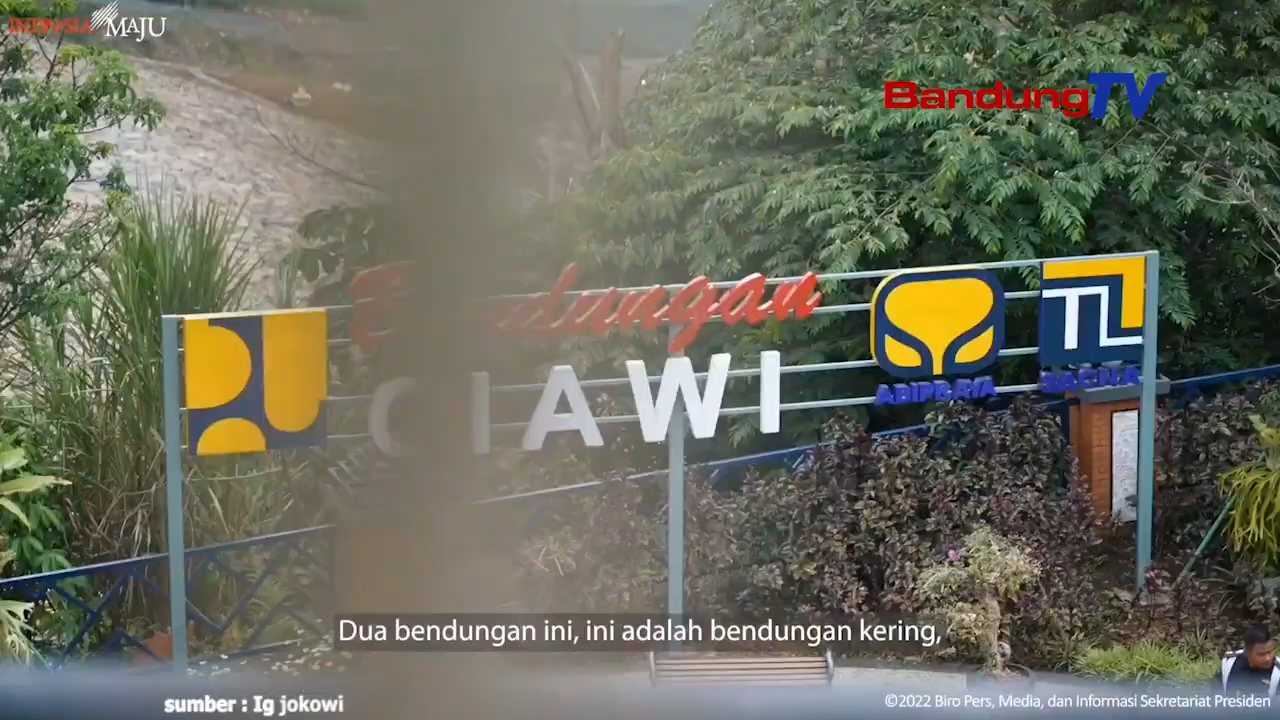 INDONESIA MAJU
BandungTV
Bendungan
CIAWI
ABIPRAYA
SACNA
Dua bendungan ini, ini adalah bendungan kering,
sumber : Ig jokowi
©2022 Biro Pers, Media, dan Informasi Sekretariat Presiden